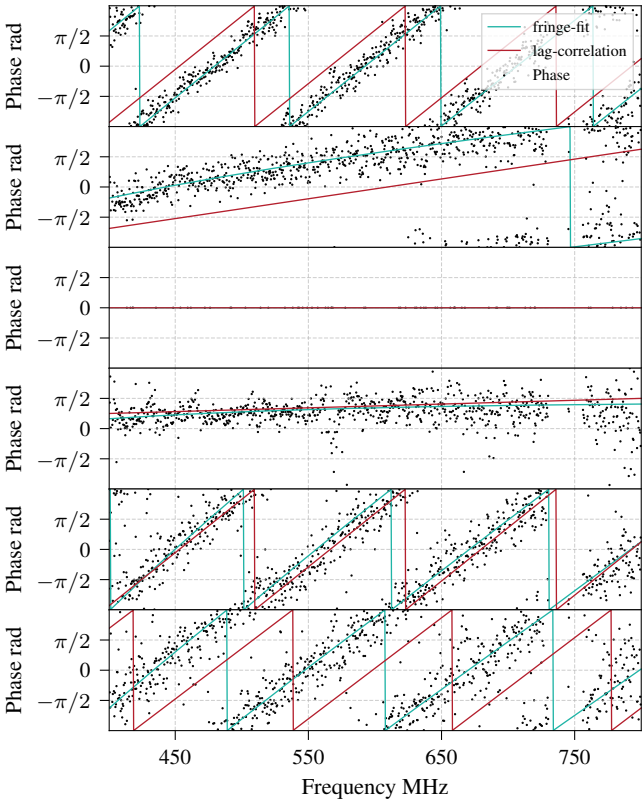 Phase rad
π/2
0
−π/2
fringe-fit
lag-correlation
Phase
Phase rad
π/2
0
−π/2
Phase rad
π/2
0
−π/2
Phase rad
π/2
0
−π/2
Phase rad
π/2
0
−π/2
Phase rad
π/2
0
−π/2
450 550 650 750
Frequency MHz